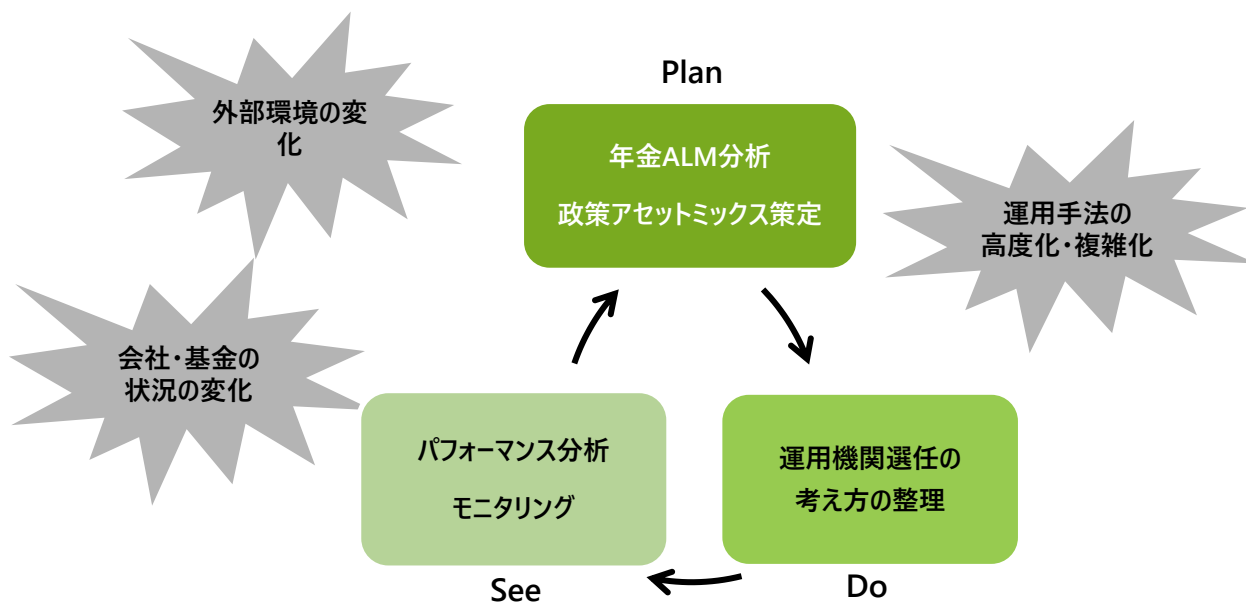 Plan
外部環境の変
化
年金ALM分析
政策アセットミックス策定
運用手法の
高度化・複雑化
会社・基金の
状況の変化
パフォーマンス分析
モニタリング
運用機関選任の
考え方の整理
See
Do